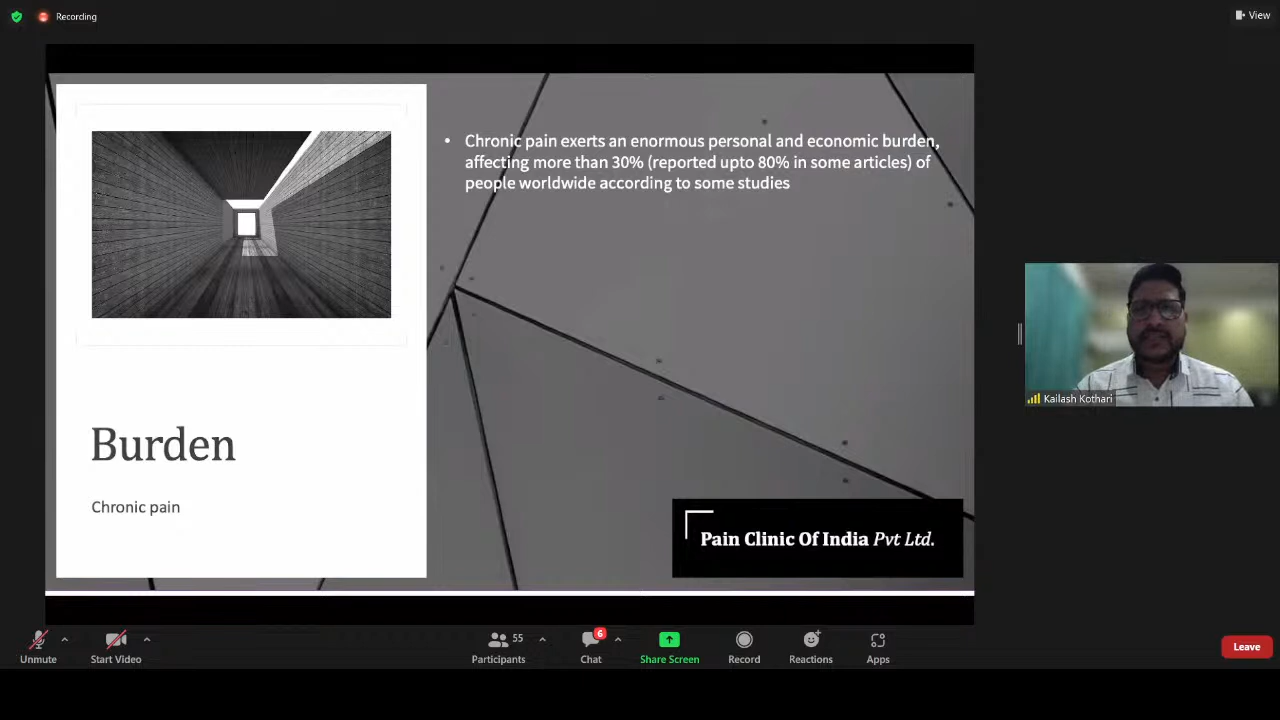 Recording
View
• Chronic pain exerts an enormous personal and economic burden,
affecting more than 30% (reported upto 80% in some articles) of
people worldwide according to some studies
Burden
Chronic pain
Pain Clinic Of India Pvt Ltd.
Kailash Kothari
Unmute
Start Video
55
Participants
6
Chat
Share Screen
Record
Reactions
Apps
Leave